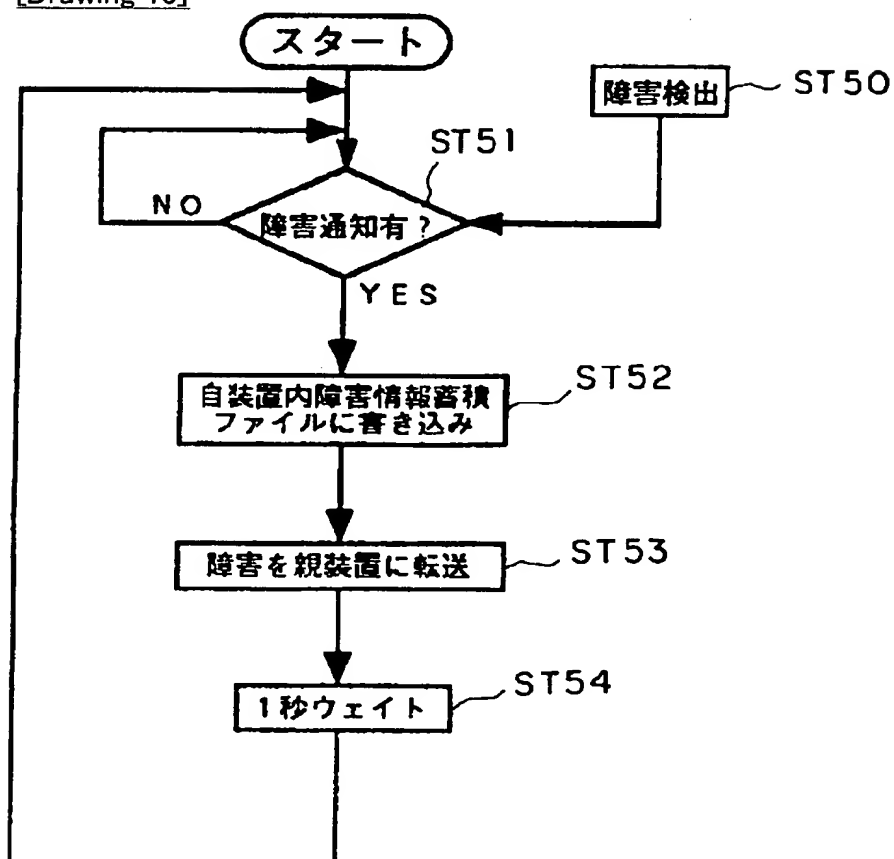 スタート
障害検出
ST50
ST51
NO
障害通知有?
YES
自装置内障害情報蓄積
ファイルに書き込み
ST52
障害を親装置に転送
ST53
1秒ウェイト
ST54